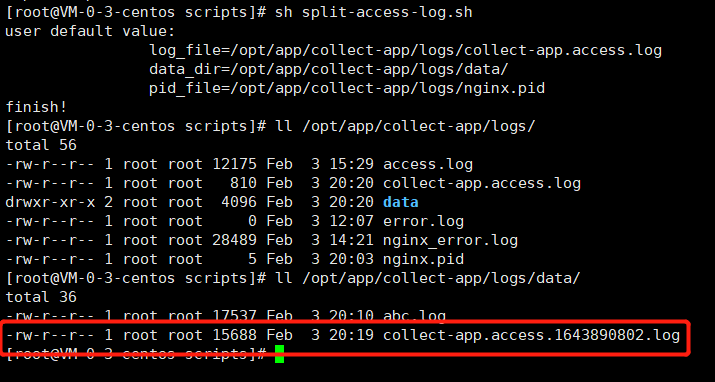 [root@VM-0-3-centos scripts]# sh split-access-log.sh
user default value:
log_file=/opt/app/collect-app/logs/collect-app.access.log
data_dir=/opt/app/collect-app/logs/data/
pid_file=/opt/app/collect-app/logs/nginx.pid
finish!
[root@VM-0-3-centos scripts]# ll /opt/app/collect-app/logs/
total 56
-rw-r--r-- 1 root root 12175 Feb  3 15:29 access.log
-rw-r--r-- 1 root root   810 Feb  3 20:20 collect-app.access.log
drwxr-xr-x 2 root root  4096 Feb  3 20:20 data
-rw-r--r-- 1 root root     0 Feb  3 12:07 error.log
-rw-r--r-- 1 root root 28489 Feb  3 14:21 nginx_error.log
-rw-r--r-- 1 root root     5 Feb  3 20:03 nginx.pid
[root@VM-0-3-centos scripts]# ll /opt/app/collect-app/logs/data/
total 36
-rw-r--r-- 1 root root 17537 Feb  3 20:10 abc.log
-rw-r--r-- 1 root root 15688 Feb  3 20:19 collect-app.access.1643890802.log
[root@VM-0-3-centos scripts]#